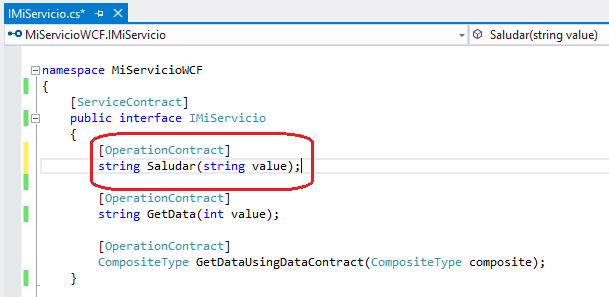 IMiServicio.cs*
MiServicioWCF.IMiServicio
Saludar(string value)
namespace MiServicioWCF
{
[ServiceContract]
public interface IMiServicio
{
[OperationContract]
string Saludar(string value);
[OperationContract]
string GetData(int value);
[OperationContract]
CompositeType GetDataUsingDataContract(CompositeType composite);
}